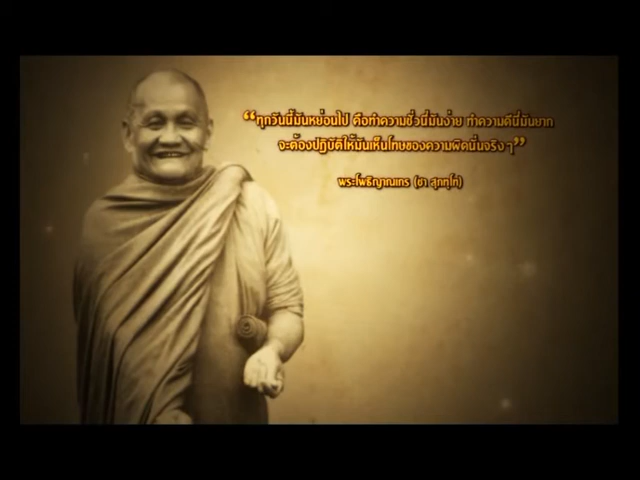 “ทุกวันนี้มันหย่อนไป คือทำความชั่วนี่มันง่าย ทำความดีนี่มันยาก
จะต้องปฏิบัติให้มันเห็นโทษของความผิดนั่นจริง ๆ”
พระโพธิญาณเถร (ชา สุภทฺโท)